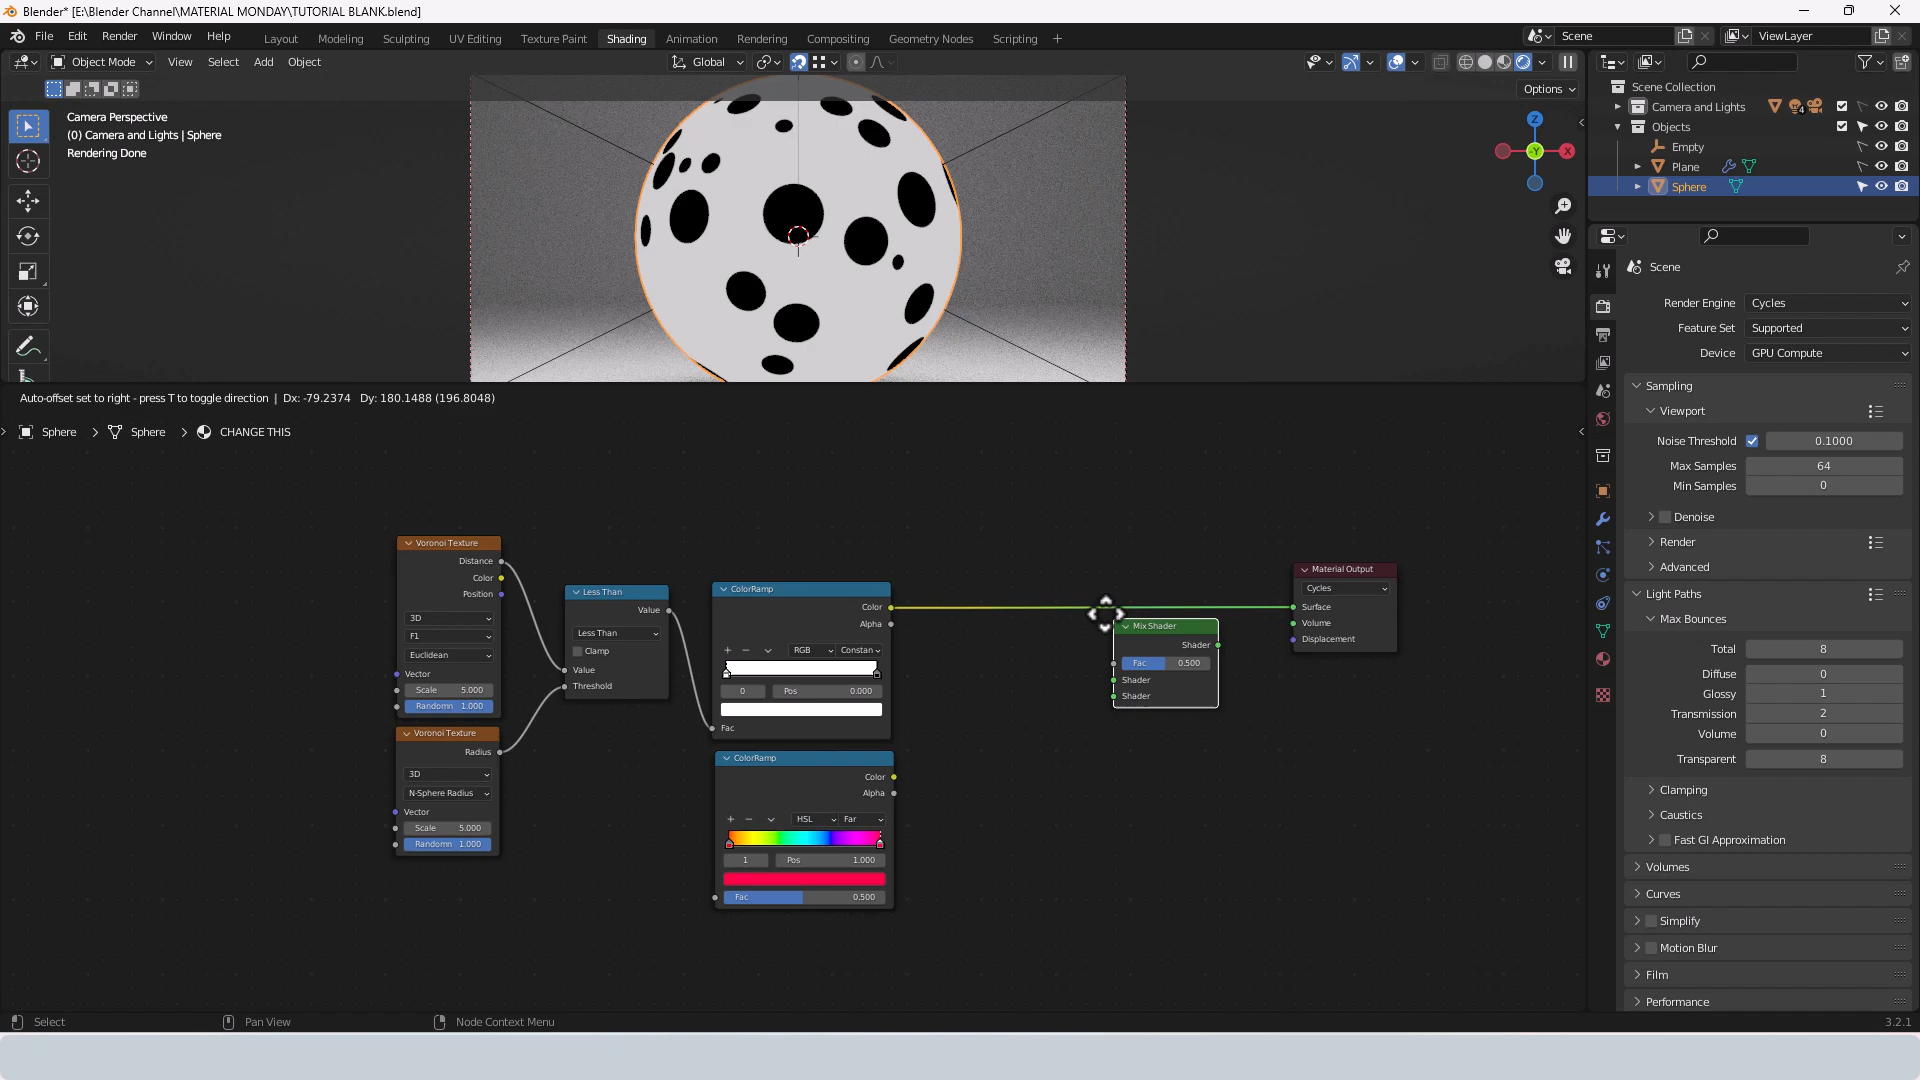 Blender* [E:\Blender Channel\MATERIAL MONDAY\TUTORIAL BLANK.blend]
File Edit Render Window Help
Layout Modeling Sculpting UV Editing Texture Paint Shading Animation Rendering Compositing Geometry Nodes Scripting +
Scene
ViewLayer
Object Mode View Select Add Object
Global
Options
Camera Perspective
(0) Camera and Lights | Sphere
Rendering Done
Z
-Y
X
Scene Collection
Camera and Lights
4
Objects
Empty
Plane
Sphere
Scene
Render Engine Cycles
Feature Set Supported
Device GPU Compute
Sampling
Viewport
Noise Threshold 0.1000
Max Samples 64
Min Samples 0
Denoise
Render
Advanced
Light Paths
Max Bounces
Total 8
Diffuse 0
Glossy 1
Transmission 2
Volume 0
Transparent 8
Clamping
Caustics
Fast GI Approximation
Volumes
Curves
Simplify
Motion Blur
Film
Performance
Auto-offset set to right - press T to toggle direction | Dx: -79.2374 Dy: 180.1488 (196.8048)
Sphere > Sphere > CHANGE THIS
Voronoi Texture
Distance
Color
Position
3D
F1
Euclidean
Vector
Scale 5.000
Randomn 1.000
Voronoi Texture
Radius
3D
N-Sphere Radius
Vector
Scale 5.000
Randomn 1.000
Less Than
Value
Less Than
Clamp
Value
Threshold
ColorRamp
Color
Alpha
+ − RGB Constan
0 Pos 0.000
Fac
ColorRamp
Color
Alpha
+ − HSL Far
1 Pos 1.000
Fac 0.500
Mix Shader
Shader
Fac 0.500
Shader
Shader
Material Output
Cycles
Surface
Volume
Displacement
Select
Pan View
Node Context Menu
3.2.1